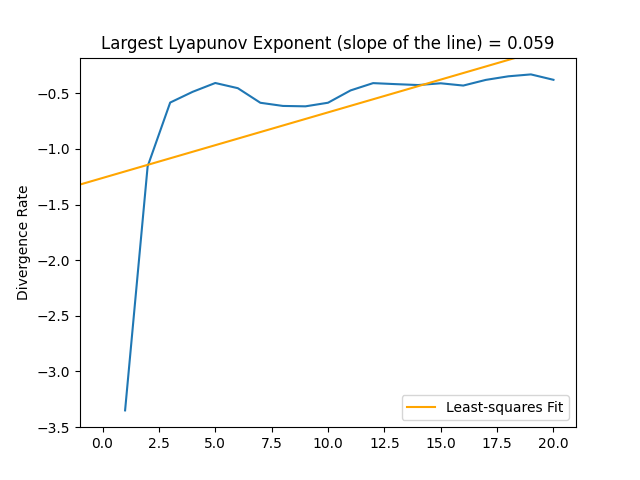 Largest Lyapunov Exponent (slope of the line) = 0.059
Divergence Rate
−0.5
−1.0
−1.5
−2.0
−2.5
−3.0
−3.5
Least-squares Fit
0.0 2.5 5.0 7.5 10.0 12.5 15.0 17.5 20.0